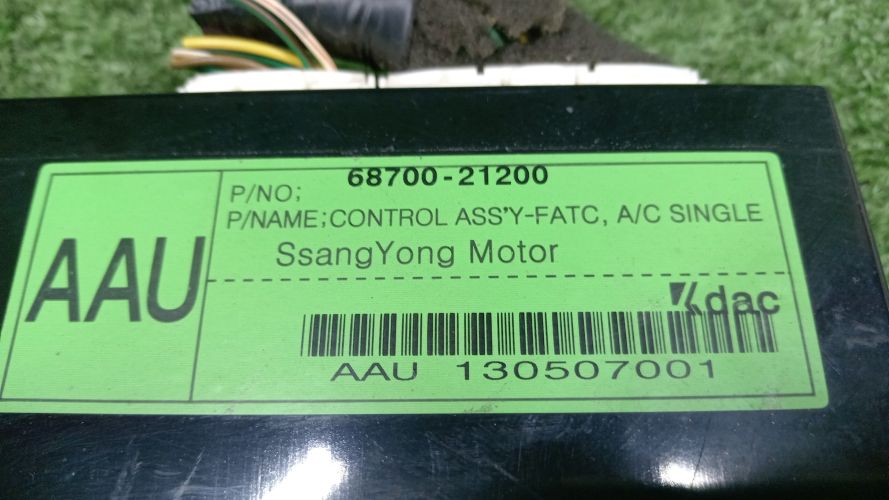 68700-21200
P/NO;
P/NAME;CONTROL ASS'Y-FATC, A/C SINGLE
AAU
SsangYong Motor
dac
AAU 130507001